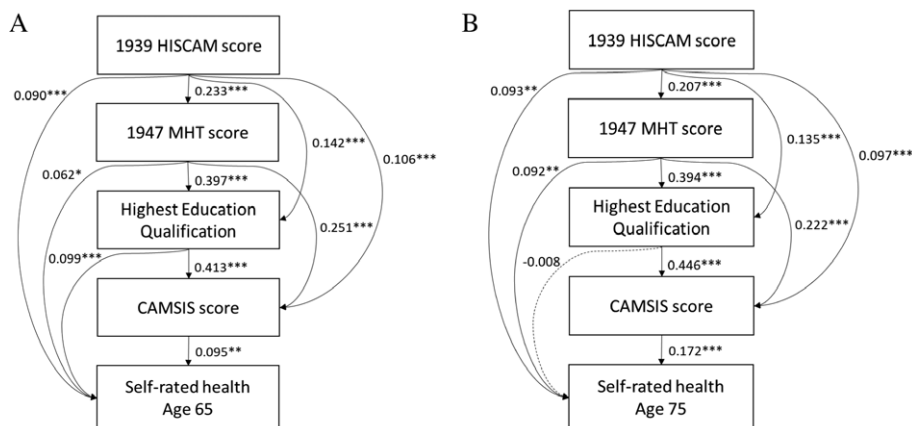 A
1939 HISCAM score
0.090***
0.233***
1947 MHT score
0.142***
0.106***
0.062*
0.397***
Highest Education
Qualification
0.251***
0.099***
0.413***
CAMSIS score
0.095**
Self-rated health
Age 65
B
1939 HISCAM score
0.093**
0.207***
1947 MHT score
0.135***
0.097***
0.092**
0.394***
Highest Education
Qualification
0.222***
-0.008
0.446***
CAMSIS score
0.172***
Self-rated health
Age 75